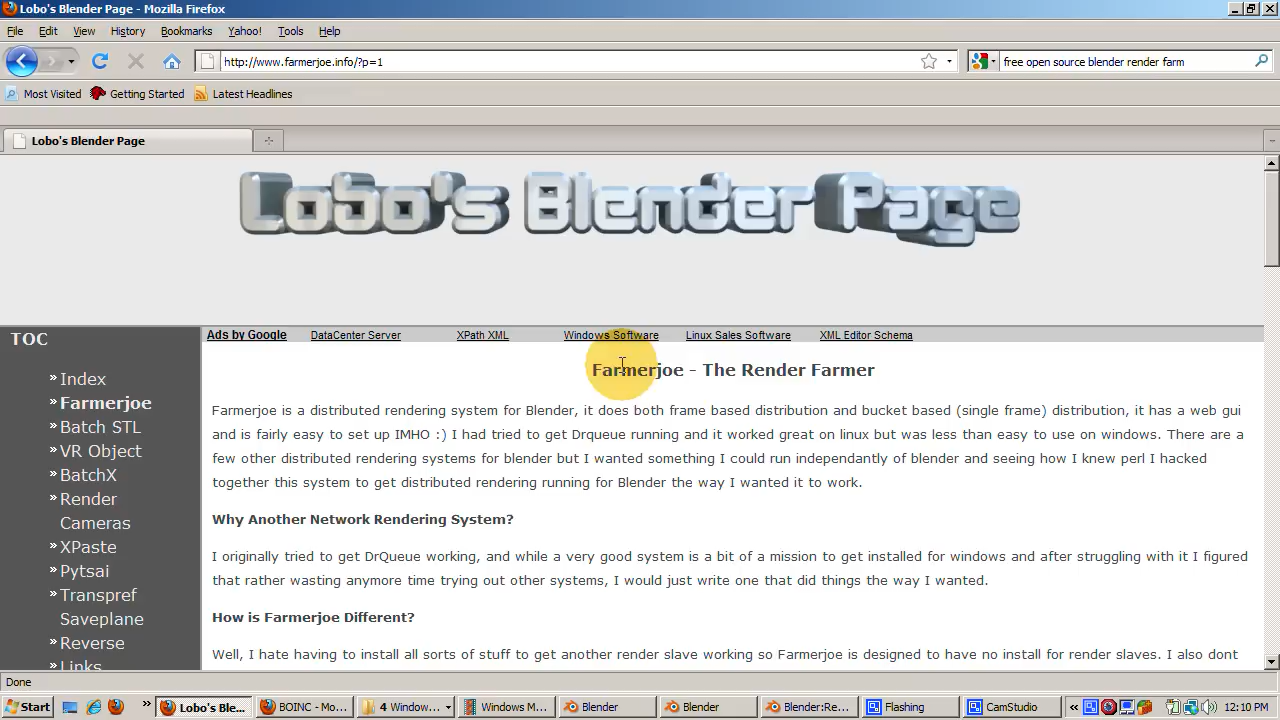 Lobo's Blender Page - Mozilla Firefox
File Edit View History Bookmarks Yahoo! Tools Help
http://www.farmerjoe.info/?p=1
free open source blender render farm
Most Visited Getting Started Latest Headlines
Lobo's Blender Page
Lobo's Blender Page
TOC
Index
Farmerjoe
Batch STL
VR Object
BatchX
Render
Cameras
XPaste
Pytsai
Transpref
Saveplane
Reverse
Links
Ads by Google DataCenter Server XPath XML Windows Software Linux Sales Software XML Editor Schema
Farmerjoe - The Render Farmer
Farmerjoe is a distributed rendering system for Blender, it does both frame based distribution and bucket based (single frame) distribution, it has a web gui
and is fairly easy to set up IMHO :) I had tried to get Drqueue running and it worked great on linux but was less than easy to use on windows. There are a
few other distributed rendering systems for blender but I wanted something I could run independantly of blender and seeing how I knew perl I hacked
together this system to get distributed rendering running for Blender the way I wanted it to work.
Why Another Network Rendering System?
I originally tried to get DrQueue working, and while a very good system is a bit of a mission to get installed for windows and after struggling with it I figured
that rather wasting anymore time trying out other systems, I would just write one that did things the way I wanted.
How is Farmerjoe Different?
Well, I hate having to install all sorts of stuff to get another render slave working so Farmerjoe is designed to have no install for render slaves. I also dont
Done
Start Lobo's Ble... BOINC - Mo... 4 Window... Windows M... Blender Blender Blender:Re... Flashing CamStudio 12:10 PM